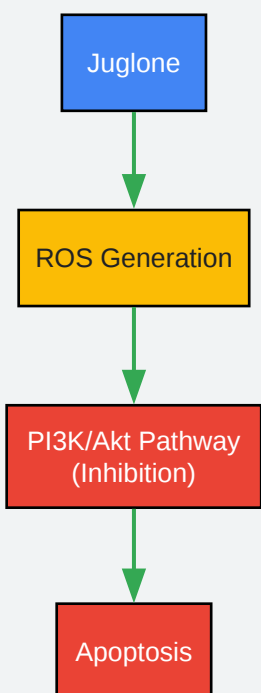 Juglone
ROS Generation
PI3K/Akt Pathway
(Inhibition)
Apoptosis